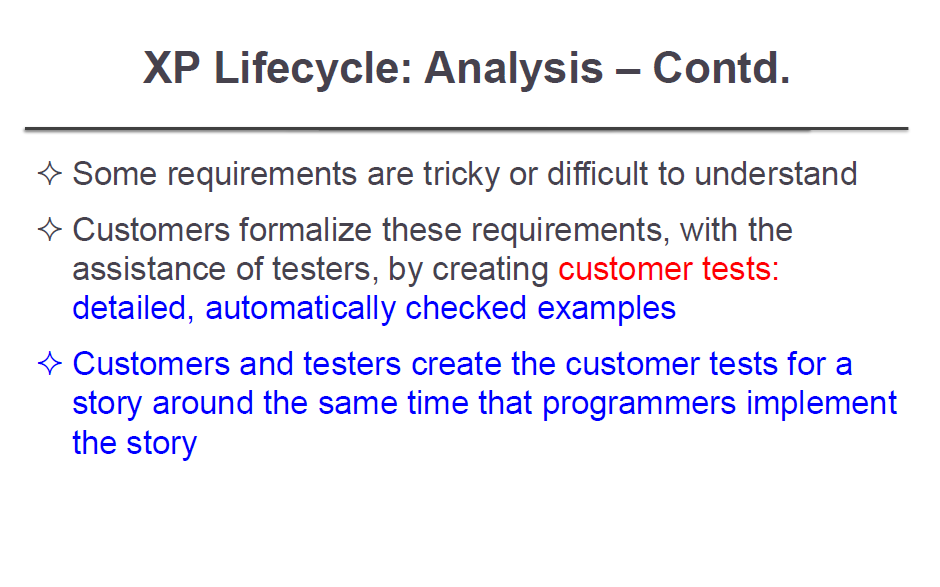 XP Lifecycle: Analysis – Contd.
✧ Some requirements are tricky or difficult to understand
✧ Customers formalize these requirements, with the
assistance of testers, by creating customer tests:
detailed, automatically checked examples
✧ Customers and testers create the customer tests for a
story around the same time that programmers implement
the story